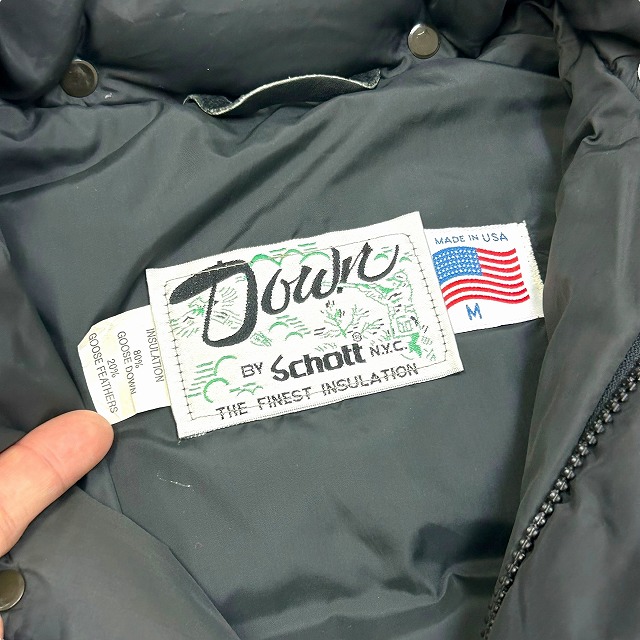 Down
BY Schott N.Y.C.
THE FINEST INSULATION
MADE IN USA
M
INSULATION
80%
GOOSE DOWN
20%
GOOSE FEATHERS